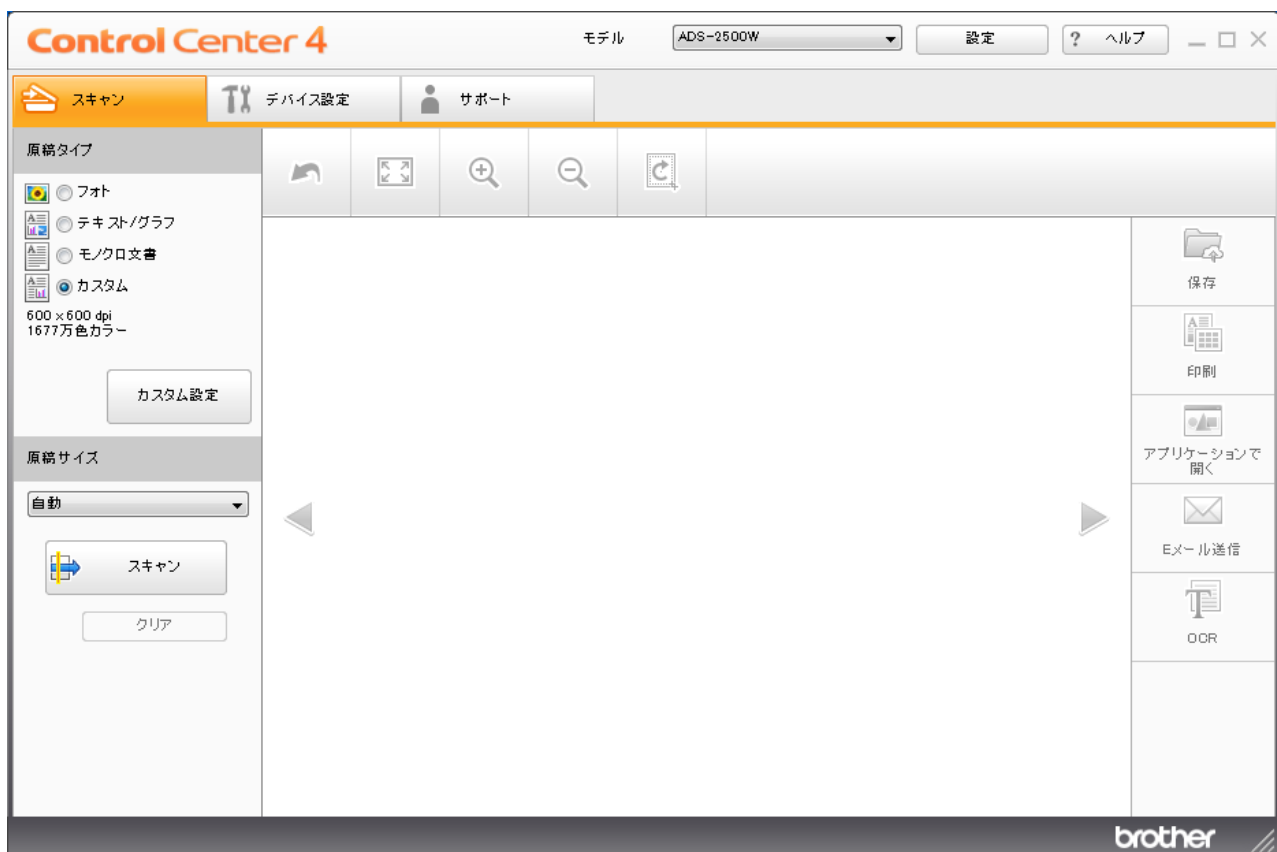 Control Center 4
モデル
ADS-2500W
設定
? ヘルプ
スキャン
デバイス設定
サポート
原稿タイプ
フォト
テキスト/グラフ
モノクロ文書
カスタム
600 x 600 dpi
1677万色カラー
カスタム設定
原稿サイズ
自動
スキャン
クリア
保存
印刷
アプリケーションで
開く
Eメール送信
OCR
brother